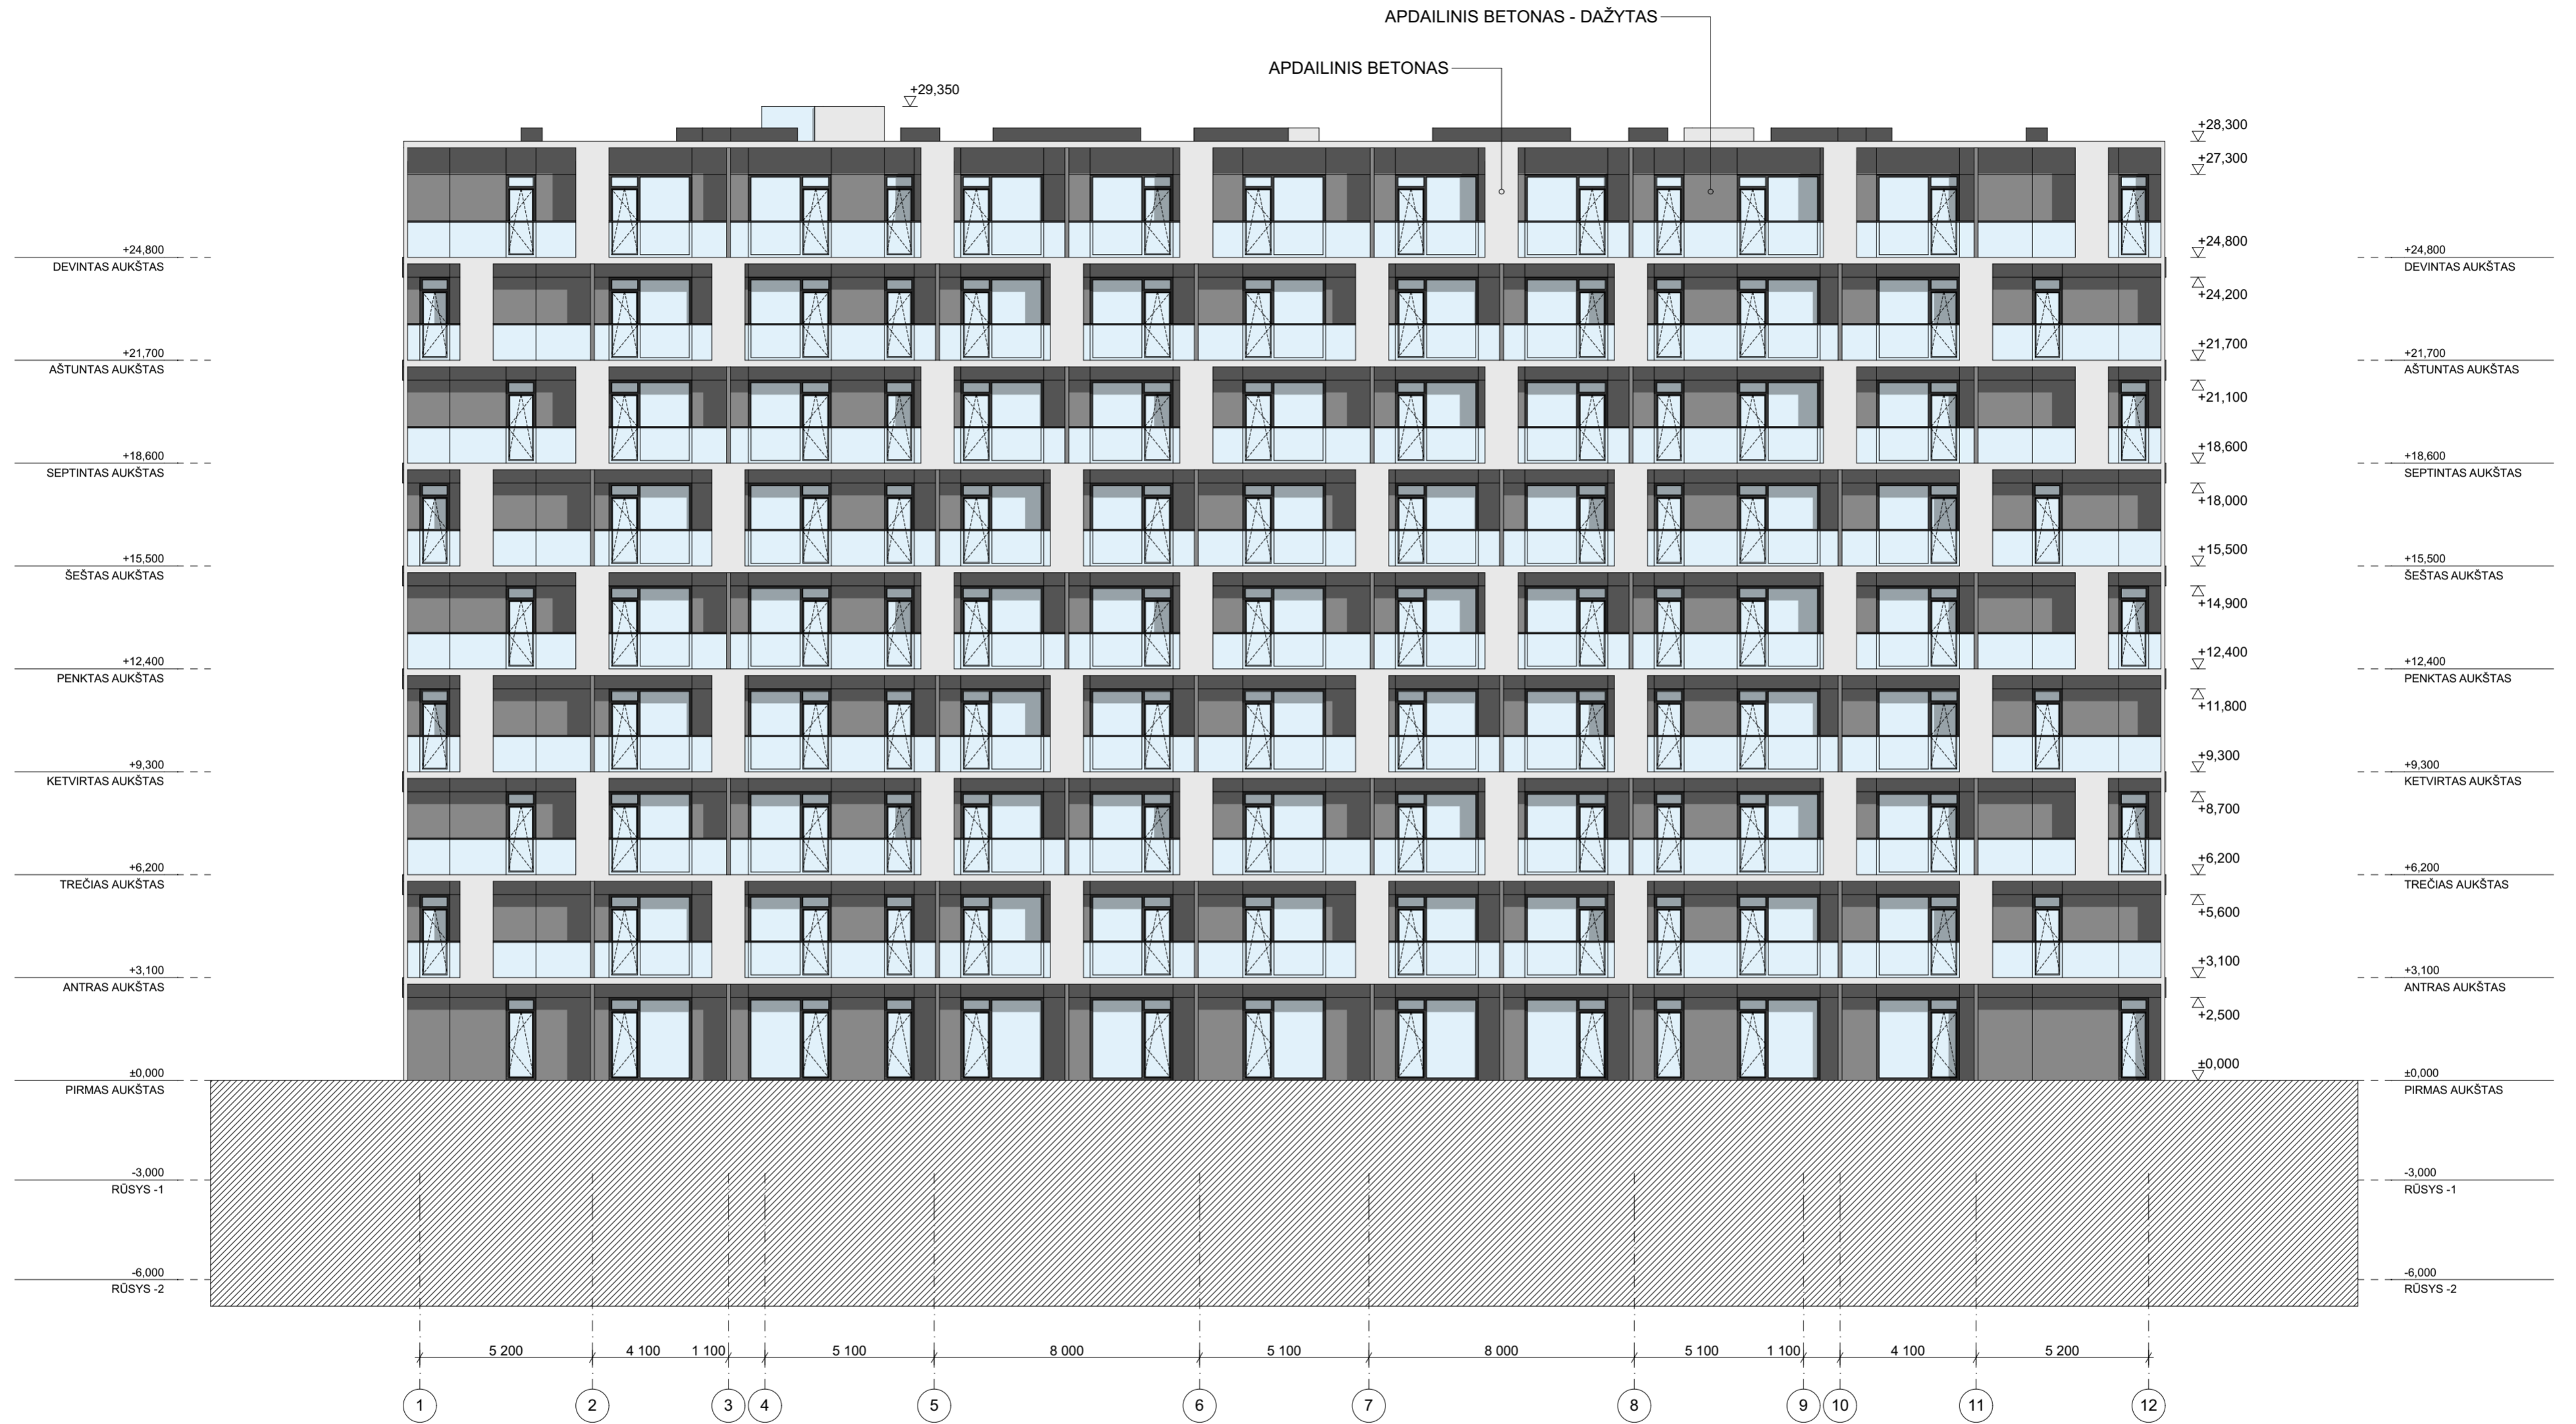 APDAILINIS BETONAS - DAŽYTAS
APDAILINIS BETONAS
+29,350
+28,300
+27,300
+24,800
DEVINTAS AUKŠTAS
+24,800
+24,800
DEVINTAS AUKŠTAS
+24,200
+21,700
AŠTUNTAS AUKŠTAS
+21,700
+21,700
AŠTUNTAS AUKŠTAS
+21,100
+18,600
SEPTINTAS AUKŠTAS
+18,600
+18,600
SEPTINTAS AUKŠTAS
+18,000
+15,500
ŠEŠTAS AUKŠTAS
+15,500
+15,500
ŠEŠTAS AUKŠTAS
+14,900
+12,400
PENKTAS AUKŠTAS
+12,400
+12,400
PENKTAS AUKŠTAS
+11,800
+9,300
KETVIRTAS AUKŠTAS
+9,300
+9,300
KETVIRTAS AUKŠTAS
+8,700
+6,200
TREČIAS AUKŠTAS
+6,200
+6,200
TREČIAS AUKŠTAS
+5,600
+3,100
ANTRAS AUKŠTAS
+3,100
+3,100
ANTRAS AUKŠTAS
+2,500
±0,000
PIRMAS AUKŠTAS
±0,000
±0,000
PIRMAS AUKŠTAS
-3,000
RŪSYS -1
-3,000
RŪSYS -1
-6,000
RŪSYS -2
-6,000
RŪSYS -2
5 200 4 100 1 100 5 100 8 000 5 100 8 000 5 100 1 100 4 100 5 200
1 2 3 4 5 6 7 8 9 10 11 12